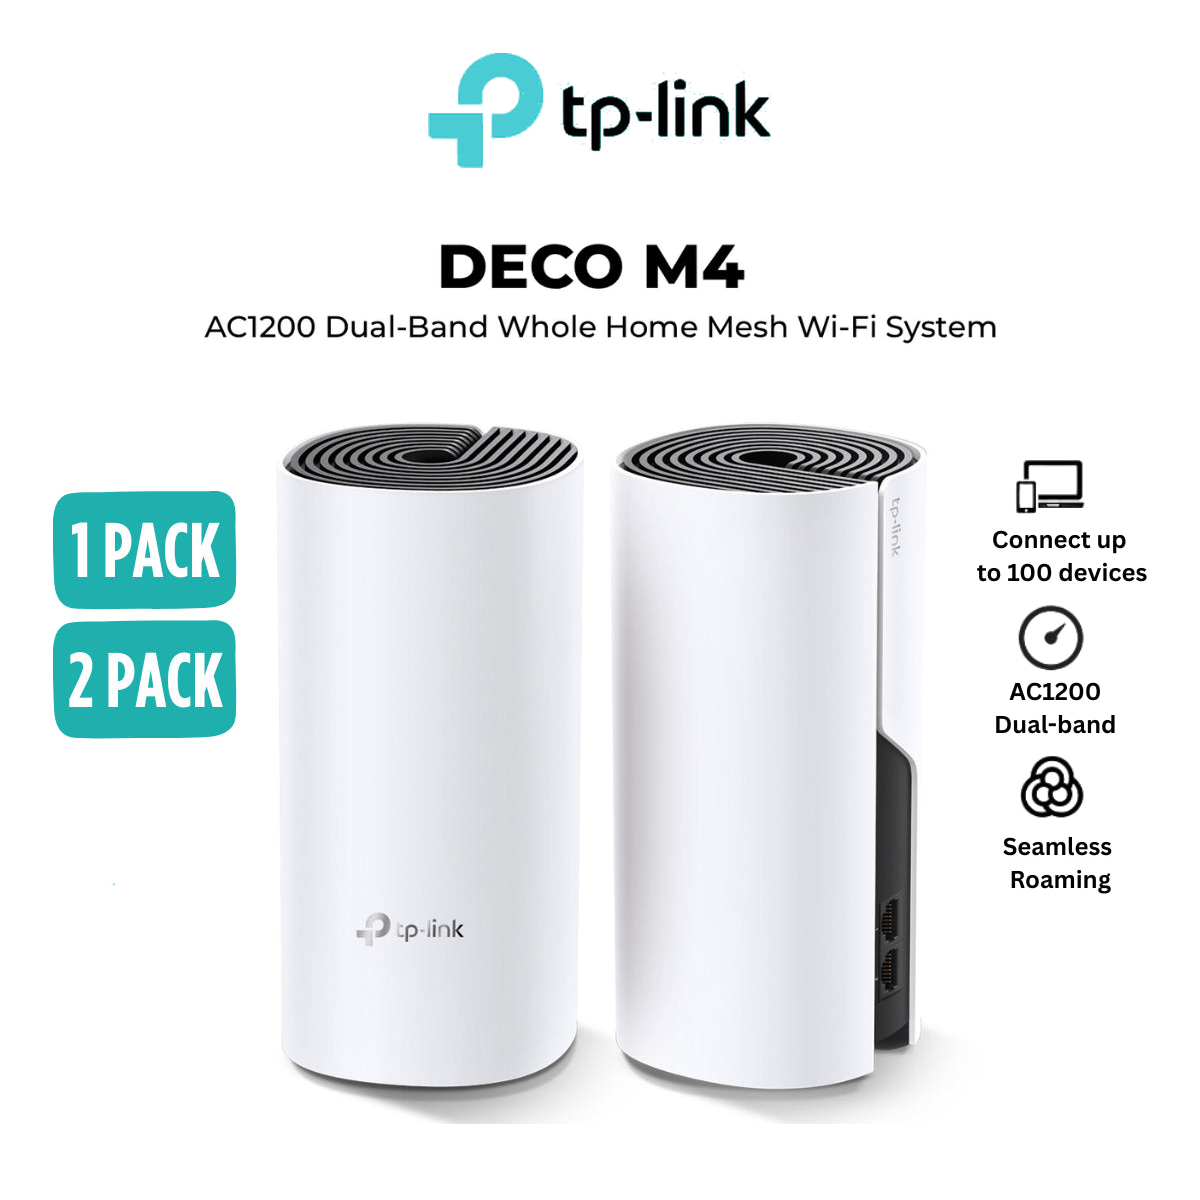 tp-link
DECO M4
AC1200 Dual-Band Whole Home Mesh Wi-Fi System
1 PACK
2 PACK
tp-link
tp-link
Connect up
to 100 devices
AC1200
Dual-band
Seamless
Roaming